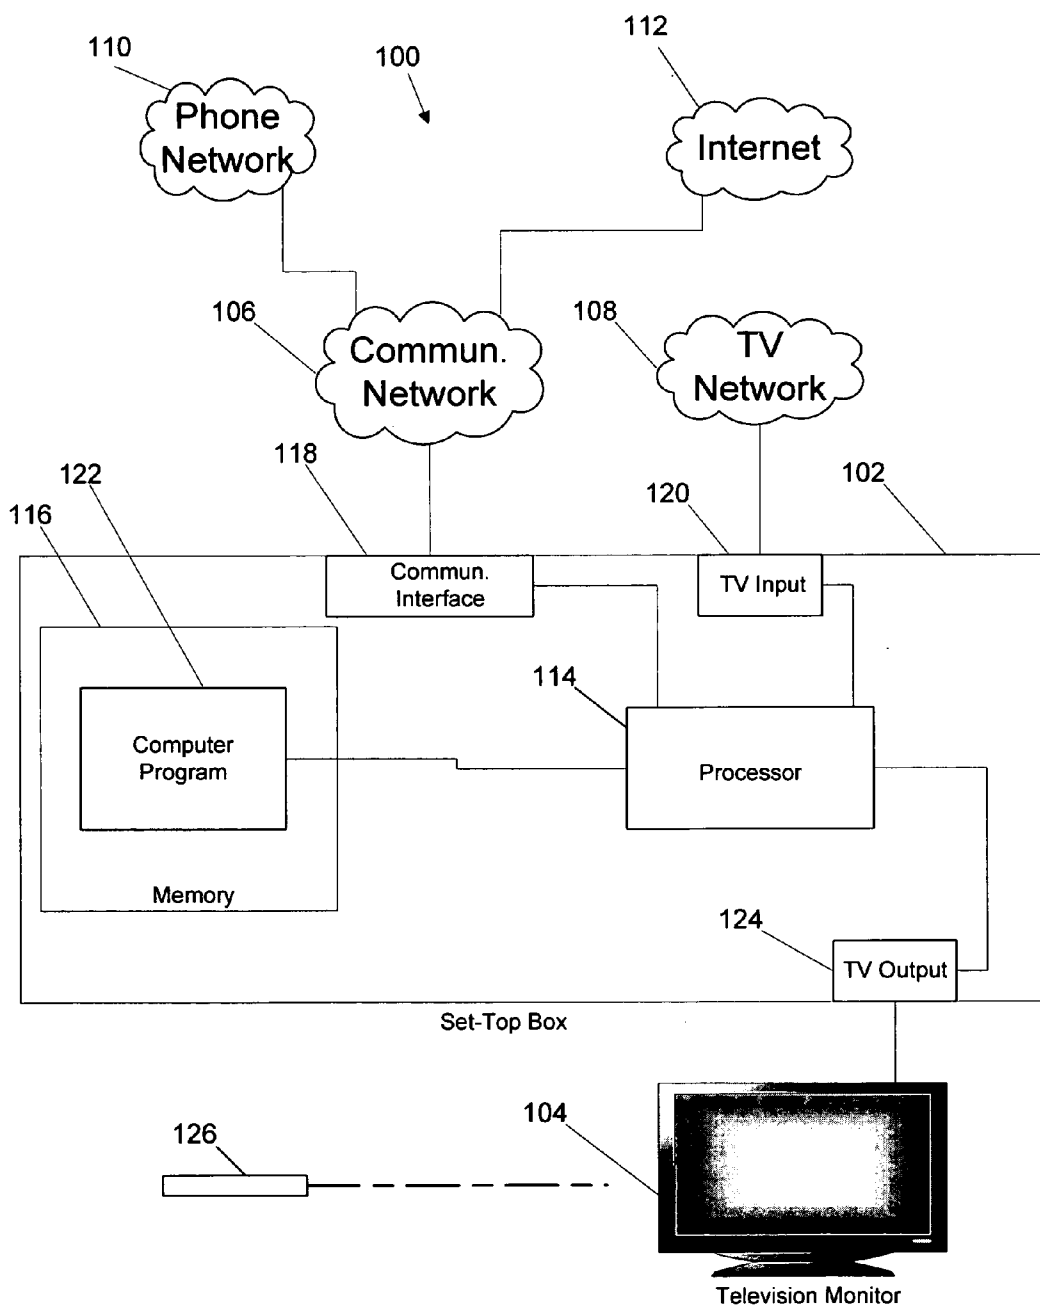 110
100
112
Phone
Network
Internet
106
108
Commun.
Network
TV
Network
118
122
120
102
116
Commun.
Interface
TV Input
114
Computer
Program
Processor
Memory
124
TV Output
Set-Top Box
126
104
Television Monitor